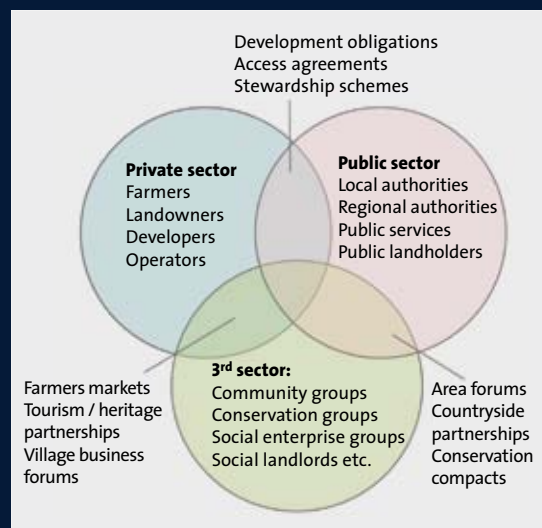 Development obligations
Access agreements
Stewardship schemes
Private sector
Farmers
Landowners
Developers
Operators
Public sector
Local authorities
Regional authorities
Public services
Public landholders
3rd sector:
Community groups
Conservation groups
Social enterprise groups
Social landlords etc.
Farmers markets
Tourism / heritage
partnerships
Village business
forums
Area forums
Countryside
partnerships
Conservation
compacts